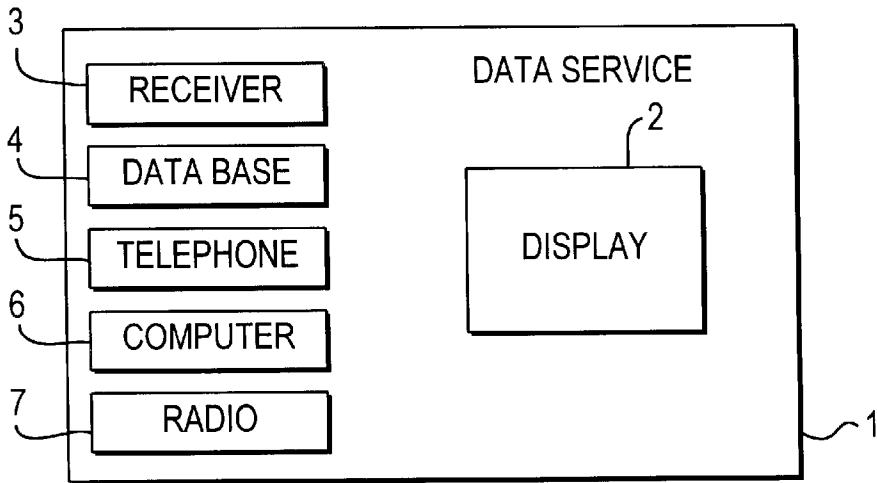 3
RECEIVER
DATA SERVICE
4
DATA BASE
2
5
TELEPHONE
DISPLAY
6
COMPUTER
7
RADIO
1